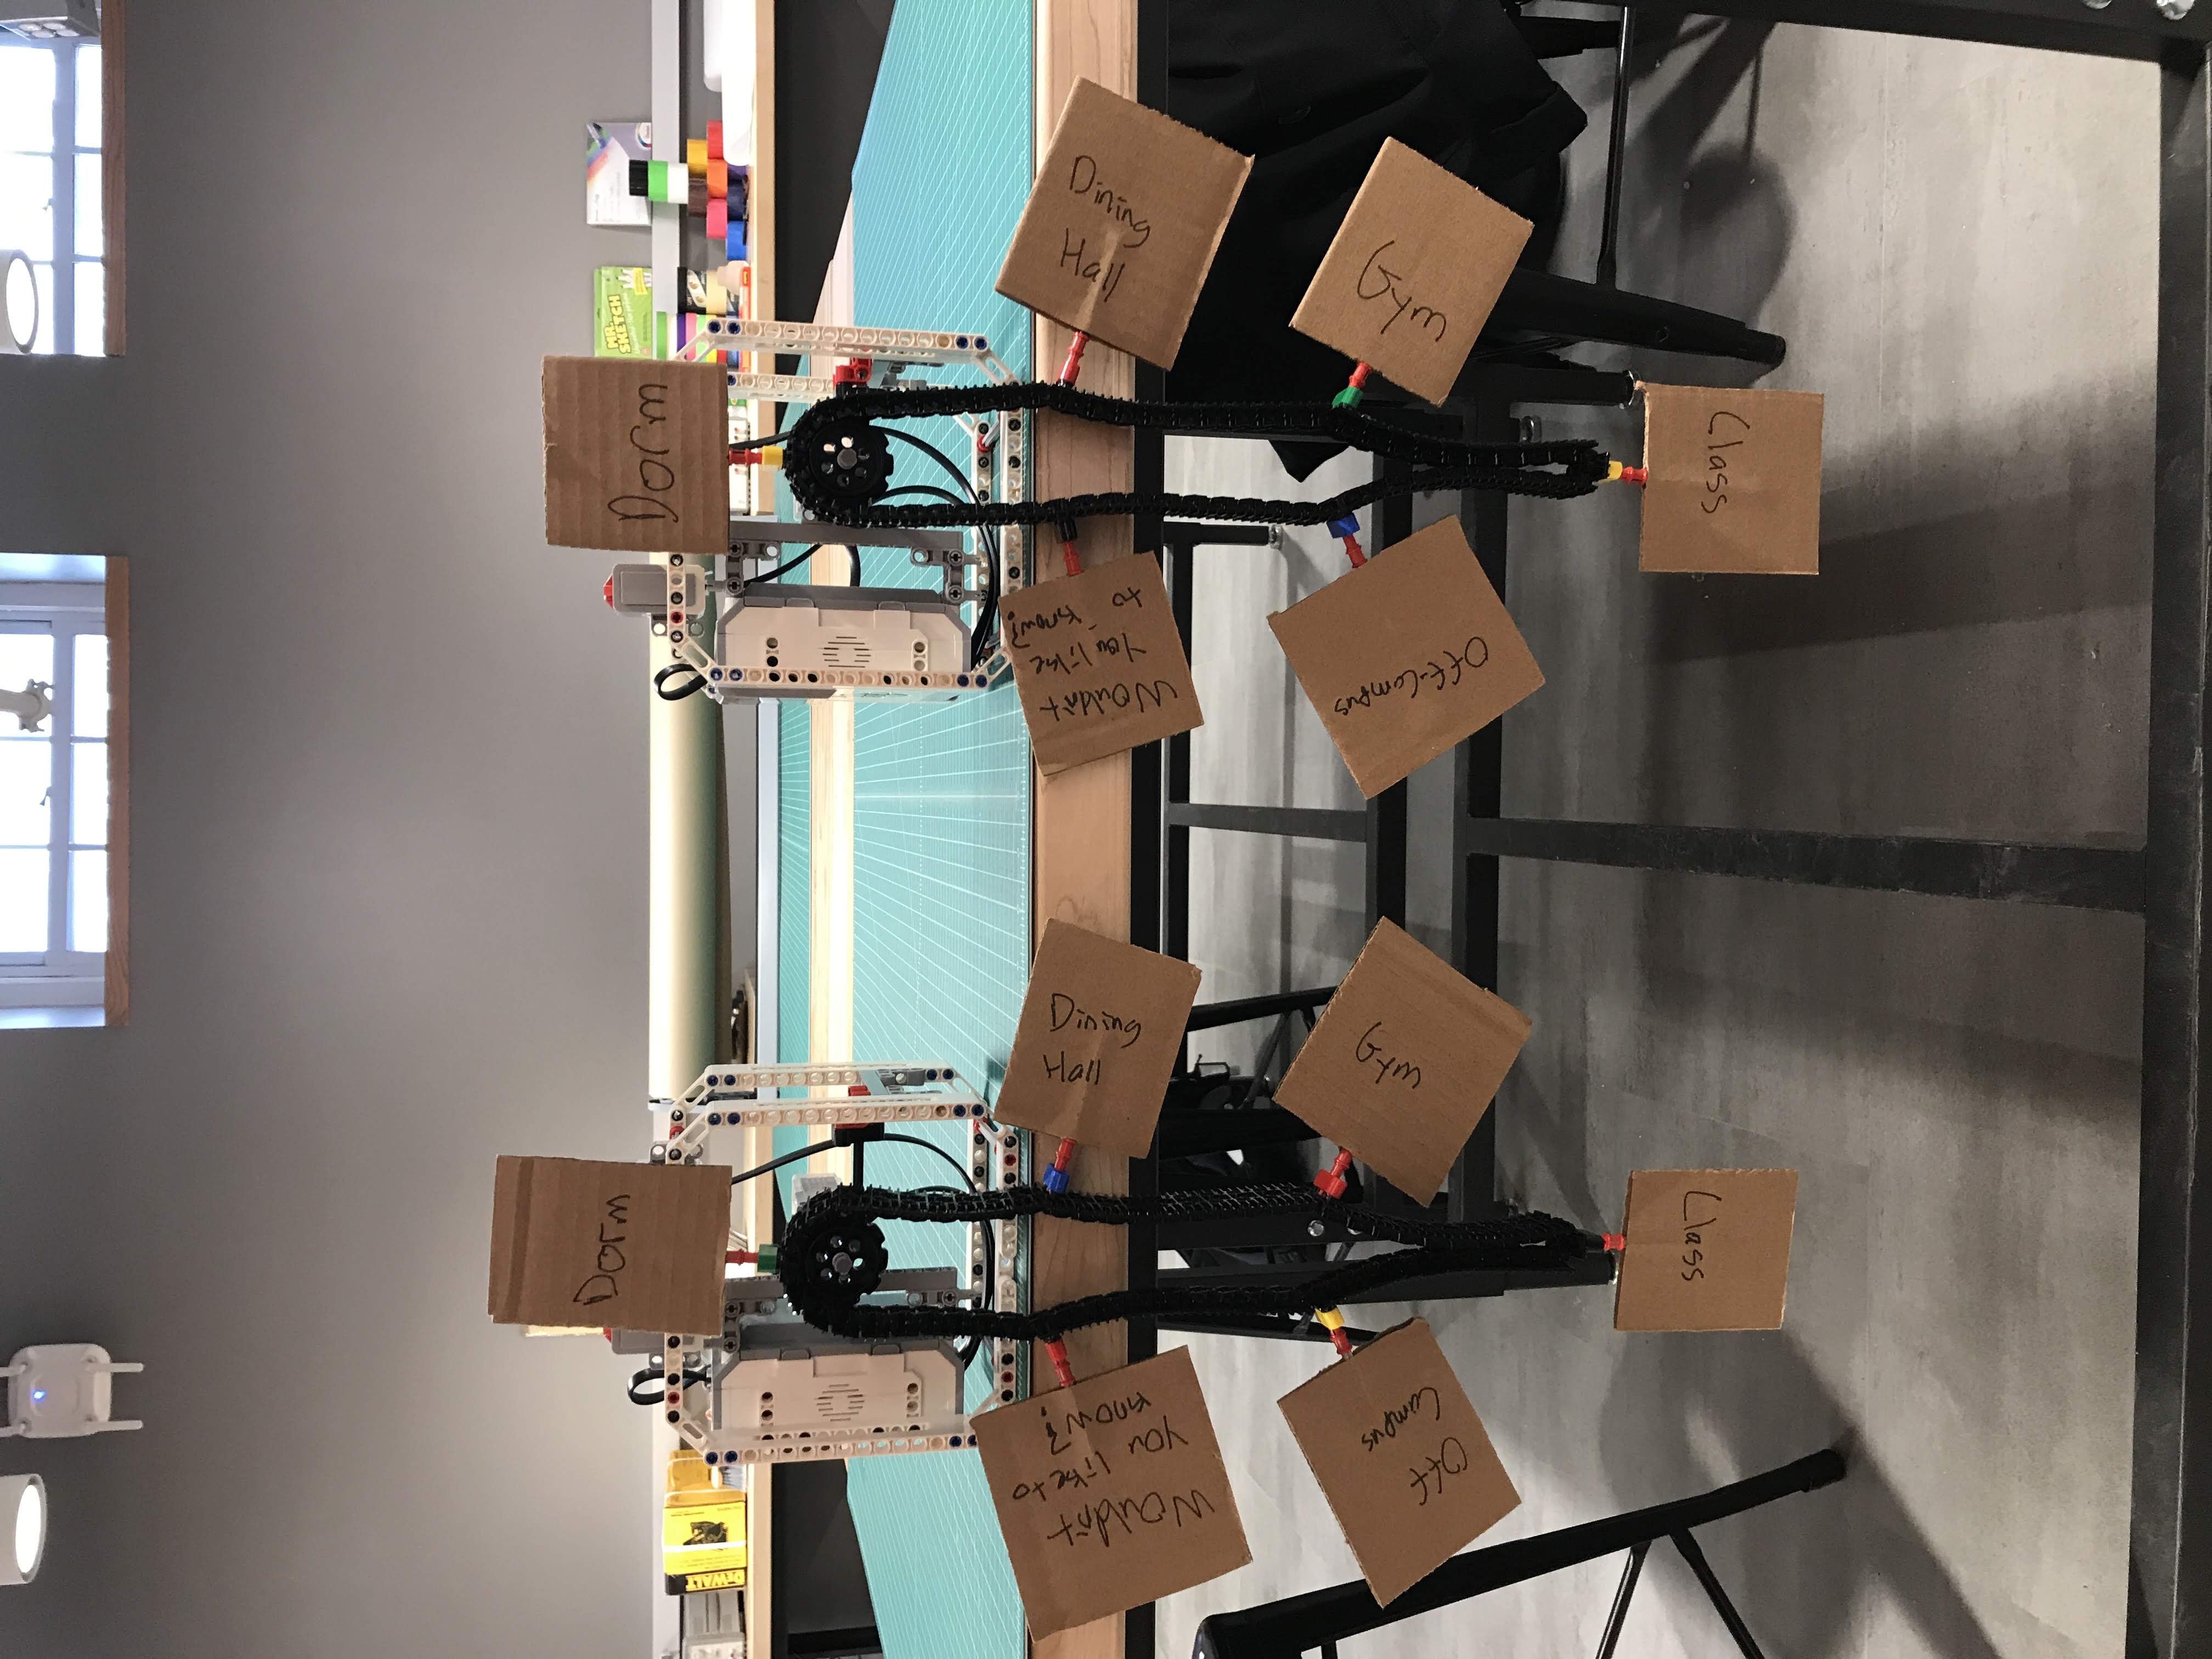 Dorm
Dorm
MR.
SKETCH
DEWALT
Wouldn't
you like to
know?
Dining
Hall
Wouldn't
You like
to know?
Dining
Hall
Off
Campus
Gym
Off-Campus
Gym
Class
Class